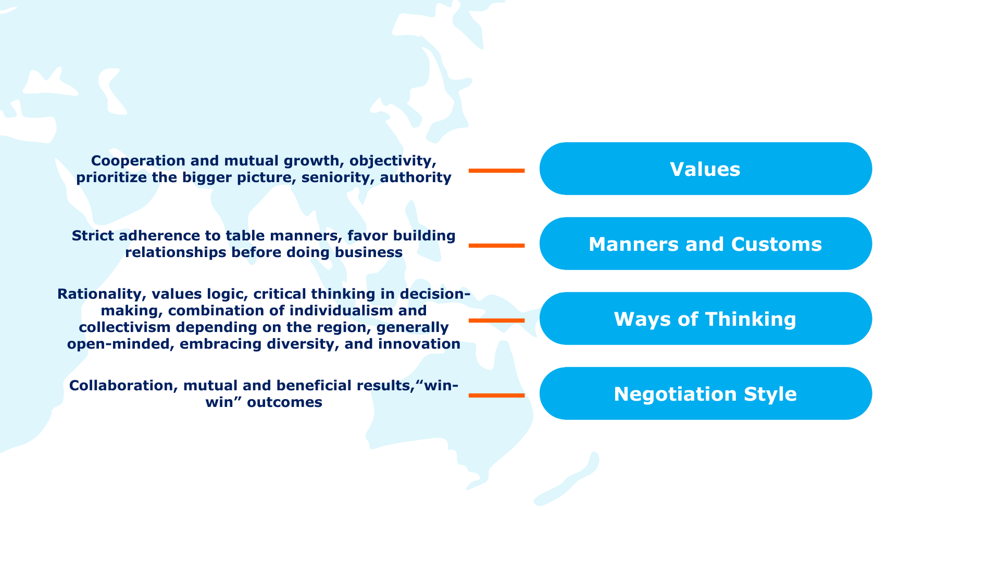 Cooperation and mutual growth, objectivity,
prioritize the bigger picture, seniority, authority
Values
Strict adherence to table manners, favor building
relationships before doing business
Manners and Customs
Rationality, values logic, critical thinking in decision-
making, combination of individualism and
collectivism depending on the region, generally
open-minded, embracing diversity, and innovation
Ways of Thinking
Collaboration, mutual and beneficial results,“win-
win” outcomes
Negotiation Style